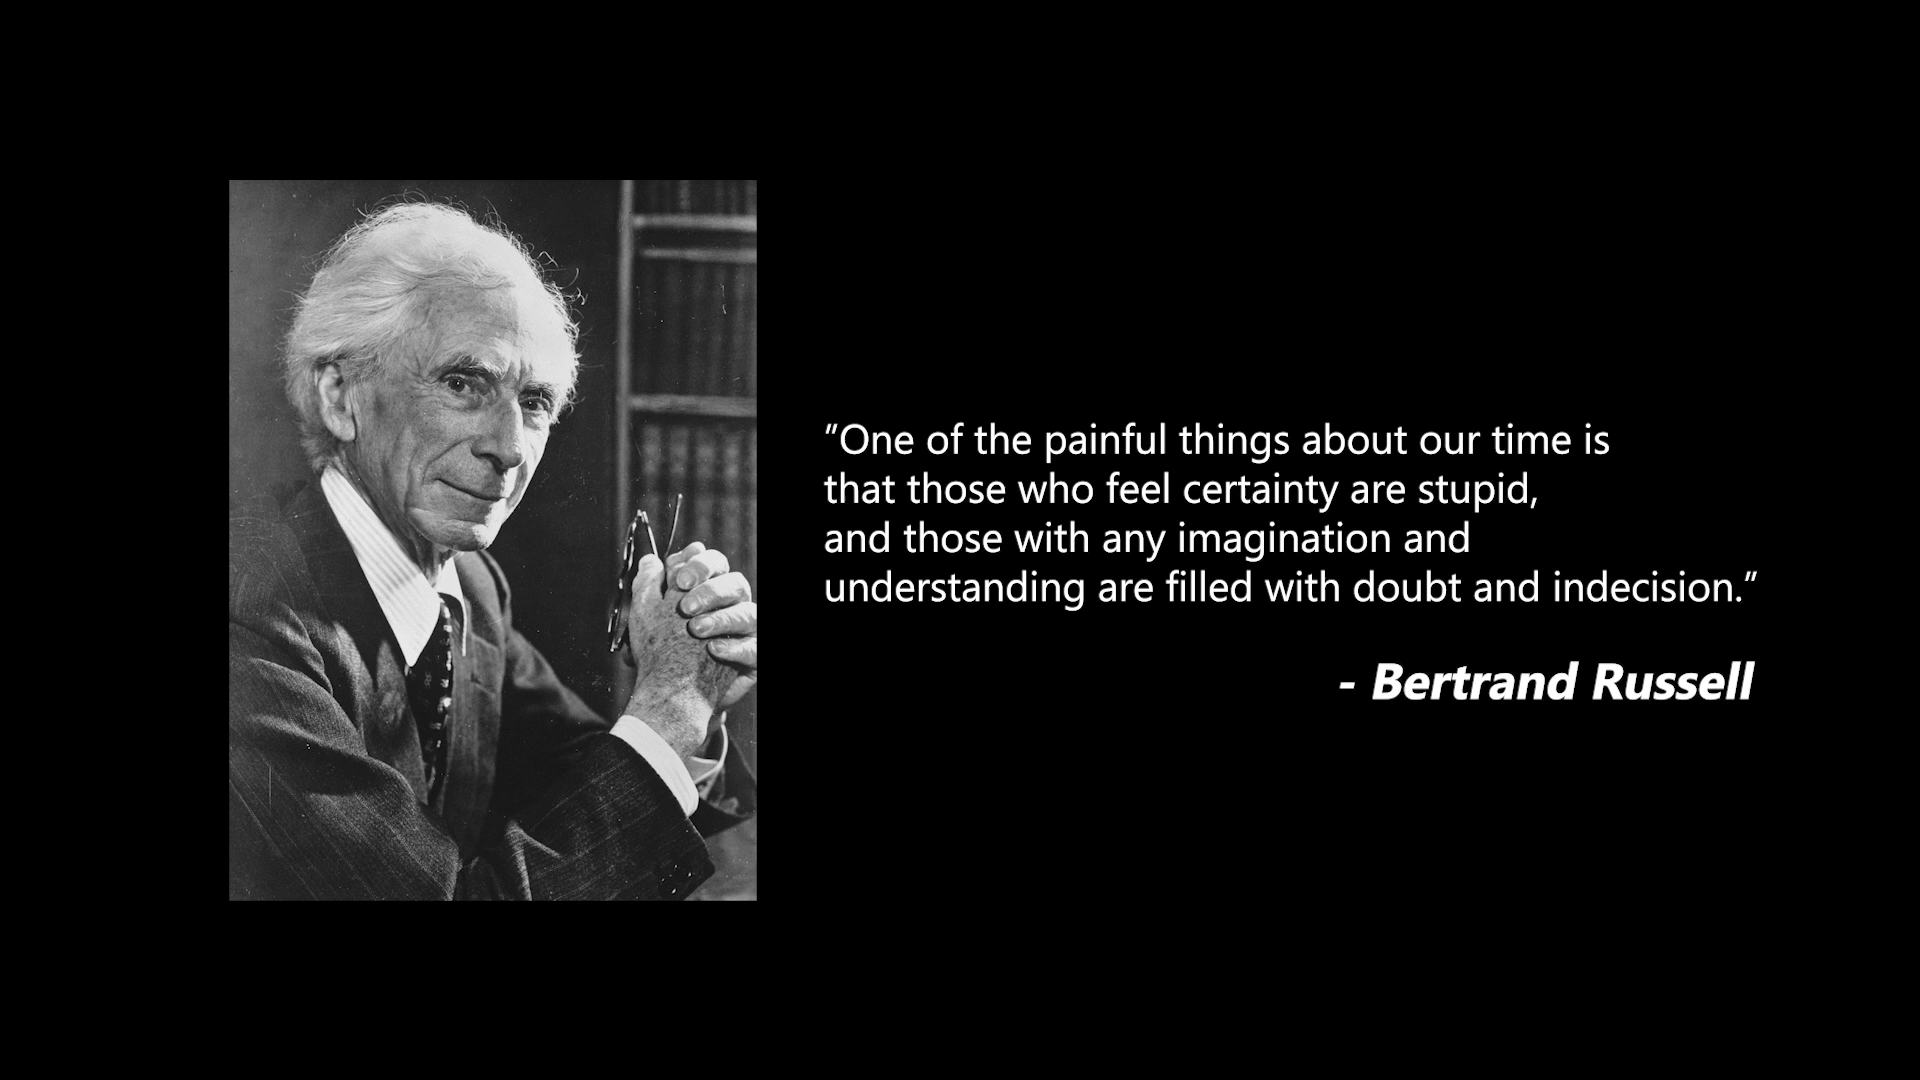 "One of the painful things about our time is
that those who feel certainty are stupid,
and those with any imagination and
understanding are filled with doubt and indecision."
- Bertrand Russell